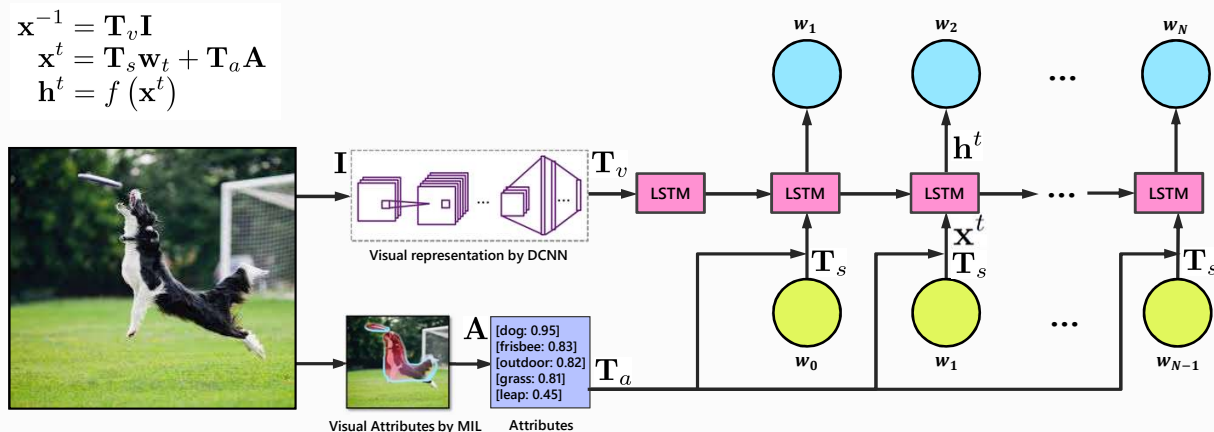 x^{-1} = T_v I
x^t = T_s w_t + T_a A
h^t = f (x^t)
w_1 w_2 w_N
...
I
T_v
h^t
...
LSTM LSTM LSTM ... LSTM
Visual representation by DCNN
x^t
T_s T_s T_s
A
[dog: 0.95]
[frisbee: 0.83]
[outdoor: 0.82]
[grass: 0.81]
[leap: 0.45]
T_a
...
w_0 w_1 w_{N-1}
Visual Attributes by MIL Attributes